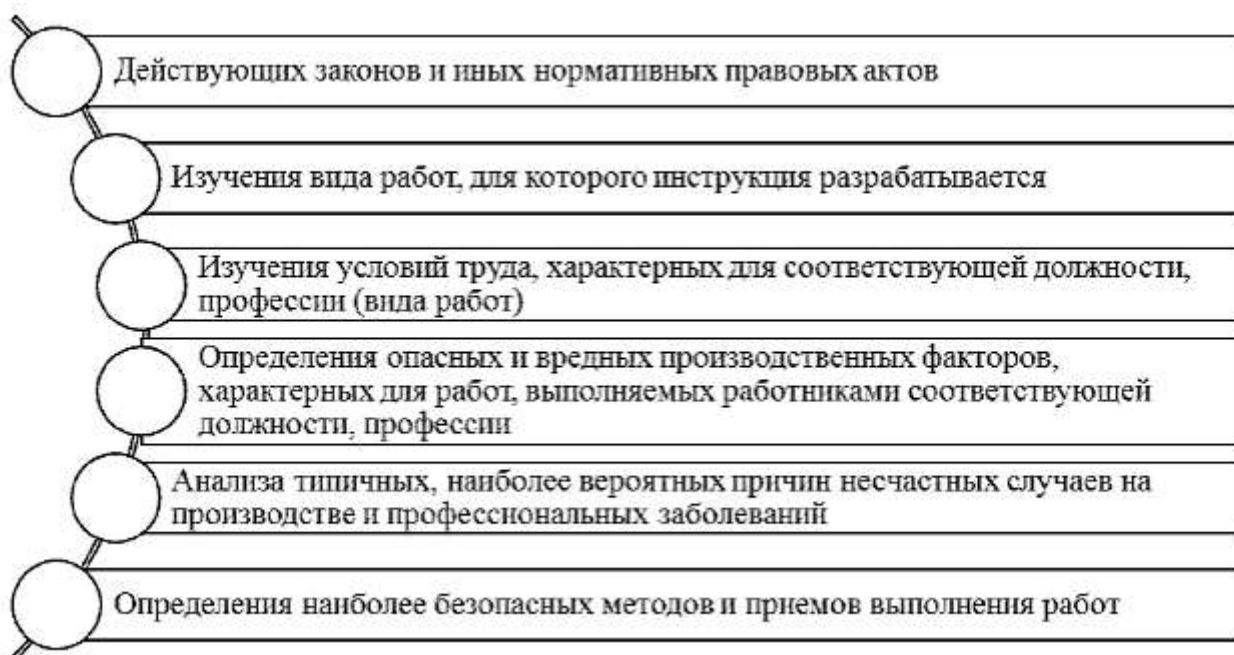 Действующих законов и иных нормативных правовых актов
Изучения вида работ, для которого инструкция разрабатывается
Изучения условий труда, характерных для соответствующей должности,
профессии (вида работ)
Определения опасных и вредных производственных факторов,
характерных для работ, выполняемых работниками соответствующей
должности, профессии
Анализа типичных, наиболее вероятных причин несчастных случаев на
производстве и профессиональных заболеваний
Определения наиболее безопасных методов и приемов выполнения работ